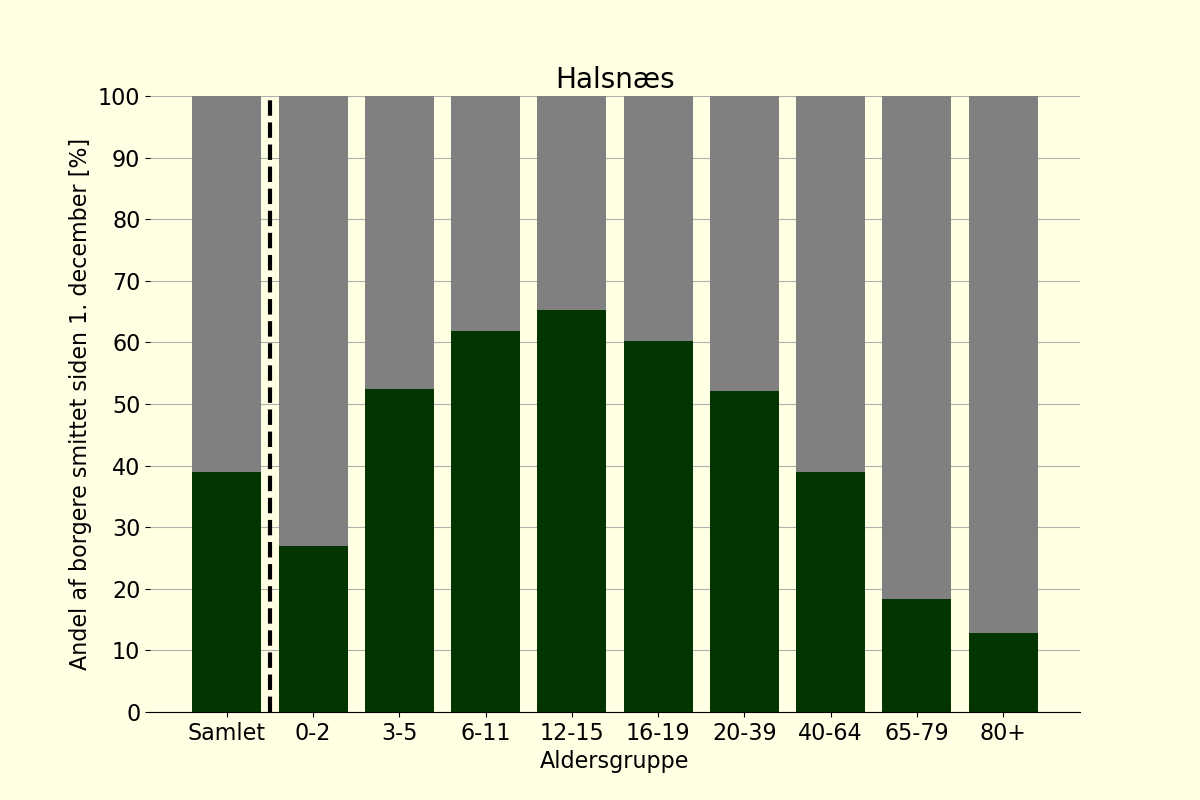 Halsnæs
Andel af borgere smittet siden 1. december [%]
100
90
80
70
60
50
40
30
20
10
0
Samlet 0-2 3-5 6-11 12-15 16-19 20-39 40-64 65-79 80+
Aldersgruppe